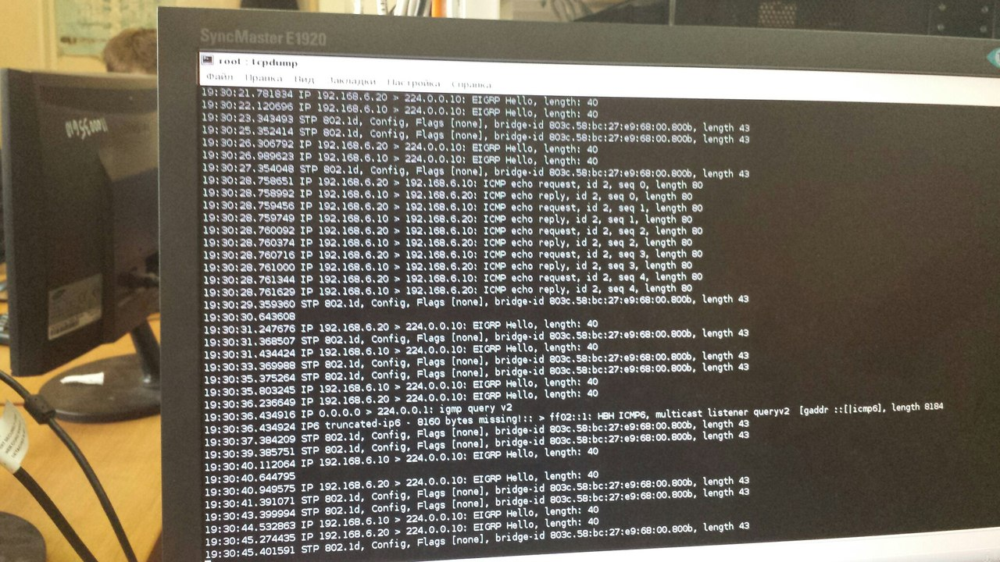 SyncMaster E1920
root : tcpdump
Файл Правка Вид Закладки Настройка Справка
19:30:21.781834 IP 192.168.6.20 > 224.0.0.10: EIGRP Hello, length: 40
19:30:22.120696 IP 192.168.6.10 > 224.0.0.10: EIGRP Hello, length: 40
19:30:23.343493 STP 802.1d, Config, Flags [none], bridge-id 803c.58:bc:27:e9:68:00.800b, length 43
19:30:25.352414 STP 802.1d, Config, Flags [none], bridge-id 803c.58:bc:27:e9:68:00.800b, length 43
19:30:26.306792 IP 192.168.6.20 > 224.0.0.10: EIGRP Hello, length: 40
19:30:26.989623 IP 192.168.6.10 > 224.0.0.10: EIGRP Hello, length: 40
19:30:27.354048 STP 802.1d, Config, Flags [none], bridge-id 803c.58:bc:27:e9:68:00.800b, length 43
19:30:28.758651 IP 192.168.6.20 > 192.168.6.10: ICMP echo request, id 2, seq 0, length 80
19:30:28.758992 IP 192.168.6.10 > 192.168.6.20: ICMP echo reply, id 2, seq 0, length 80
19:30:28.759456 IP 192.168.6.20 > 192.168.6.10: ICMP echo request, id 2, seq 1, length 80
19:30:28.759749 IP 192.168.6.10 > 192.168.6.20: ICMP echo reply, id 2, seq 1, length 80
19:30:28.760092 IP 192.168.6.20 > 192.168.6.10: ICMP echo request, id 2, seq 2, length 80
19:30:28.760374 IP 192.168.6.10 > 192.168.6.20: ICMP echo reply, id 2, seq 2, length 80
19:30:28.760716 IP 192.168.6.20 > 192.168.6.10: ICMP echo request, id 2, seq 3, length 80
19:30:28.761000 IP 192.168.6.10 > 192.168.6.20: ICMP echo reply, id 2, seq 3, length 80
19:30:28.761344 IP 192.168.6.20 > 192.168.6.10: ICMP echo request, id 2, seq 4, length 80
19:30:28.761629 IP 192.168.6.10 > 192.168.6.20: ICMP echo reply, id 2, seq 4, length 80
19:30:29.359360 STP 802.1d, Config, Flags [none], bridge-id 803c.58:bc:27:e9:68:00.800b, length 43
19:30:30.643608
19:30:31.247676 IP 192.168.6.20 > 224.0.0.10: EIGRP Hello, length: 40
19:30:31.368507 STP 802.1d, Config, Flags [none], bridge-id 803c.58:bc:27:e9:68:00.800b, length 43
19:30:31.434424 IP 192.168.6.10 > 224.0.0.10: EIGRP Hello, length: 40
19:30:33.369988 STP 802.1d, Config, Flags [none], bridge-id 803c.58:bc:27:e9:68:00.800b, length 43
19:30:35.375264 STP 802.1d, Config, Flags [none], bridge-id 803c.58:bc:27:e9:68:00.800b, length 43
19:30:35.803245 IP 192.168.6.10 > 224.0.0.10: EIGRP Hello, length: 40
19:30:36.236649 IP 192.168.6.20 > 224.0.0.10: EIGRP Hello, length: 40
19:30:36.434916 IP 0.0.0.0 > 224.0.0.1: igmp query v2
19:30:36.434924 IP6 truncated-ip6 - 8160 bytes missing!:: > ff02::1: HBH ICMP6, multicast listener queryv2  [gaddr ::[|icmp6], length 8184
19:30:37.384209 STP 802.1d, Config, Flags [none], bridge-id 803c.58:bc:27:e9:68:00.800b, length 43
19:30:39.385751 STP 802.1d, Config, Flags [none], bridge-id 803c.58:bc:27:e9:68:00.800b, length 43
19:30:40.112064 IP 192.168.6.10 > 224.0.0.10: EIGRP Hello, length: 40
19:30:40.644795
19:30:40.949575 IP 192.168.6.20 > 224.0.0.10: EIGRP Hello, length: 40
19:30:41.391071 STP 802.1d, Config, Flags [none], bridge-id 803c.58:bc:27:e9:68:00.800b, length 43
19:30:43.399994 STP 802.1d, Config, Flags [none], bridge-id 803c.58:bc:27:e9:68:00.800b, length 43
19:30:44.532863 IP 192.168.6.10 > 224.0.0.10: EIGRP Hello, length: 40
19:30:45.274435 IP 192.168.6.20 > 224.0.0.10: EIGRP Hello, length: 40
19:30:45.401591 STP 802.1d, Config, Flags [none], bridge-id 803c.58:bc:27:e9:68:00.800b, length 43